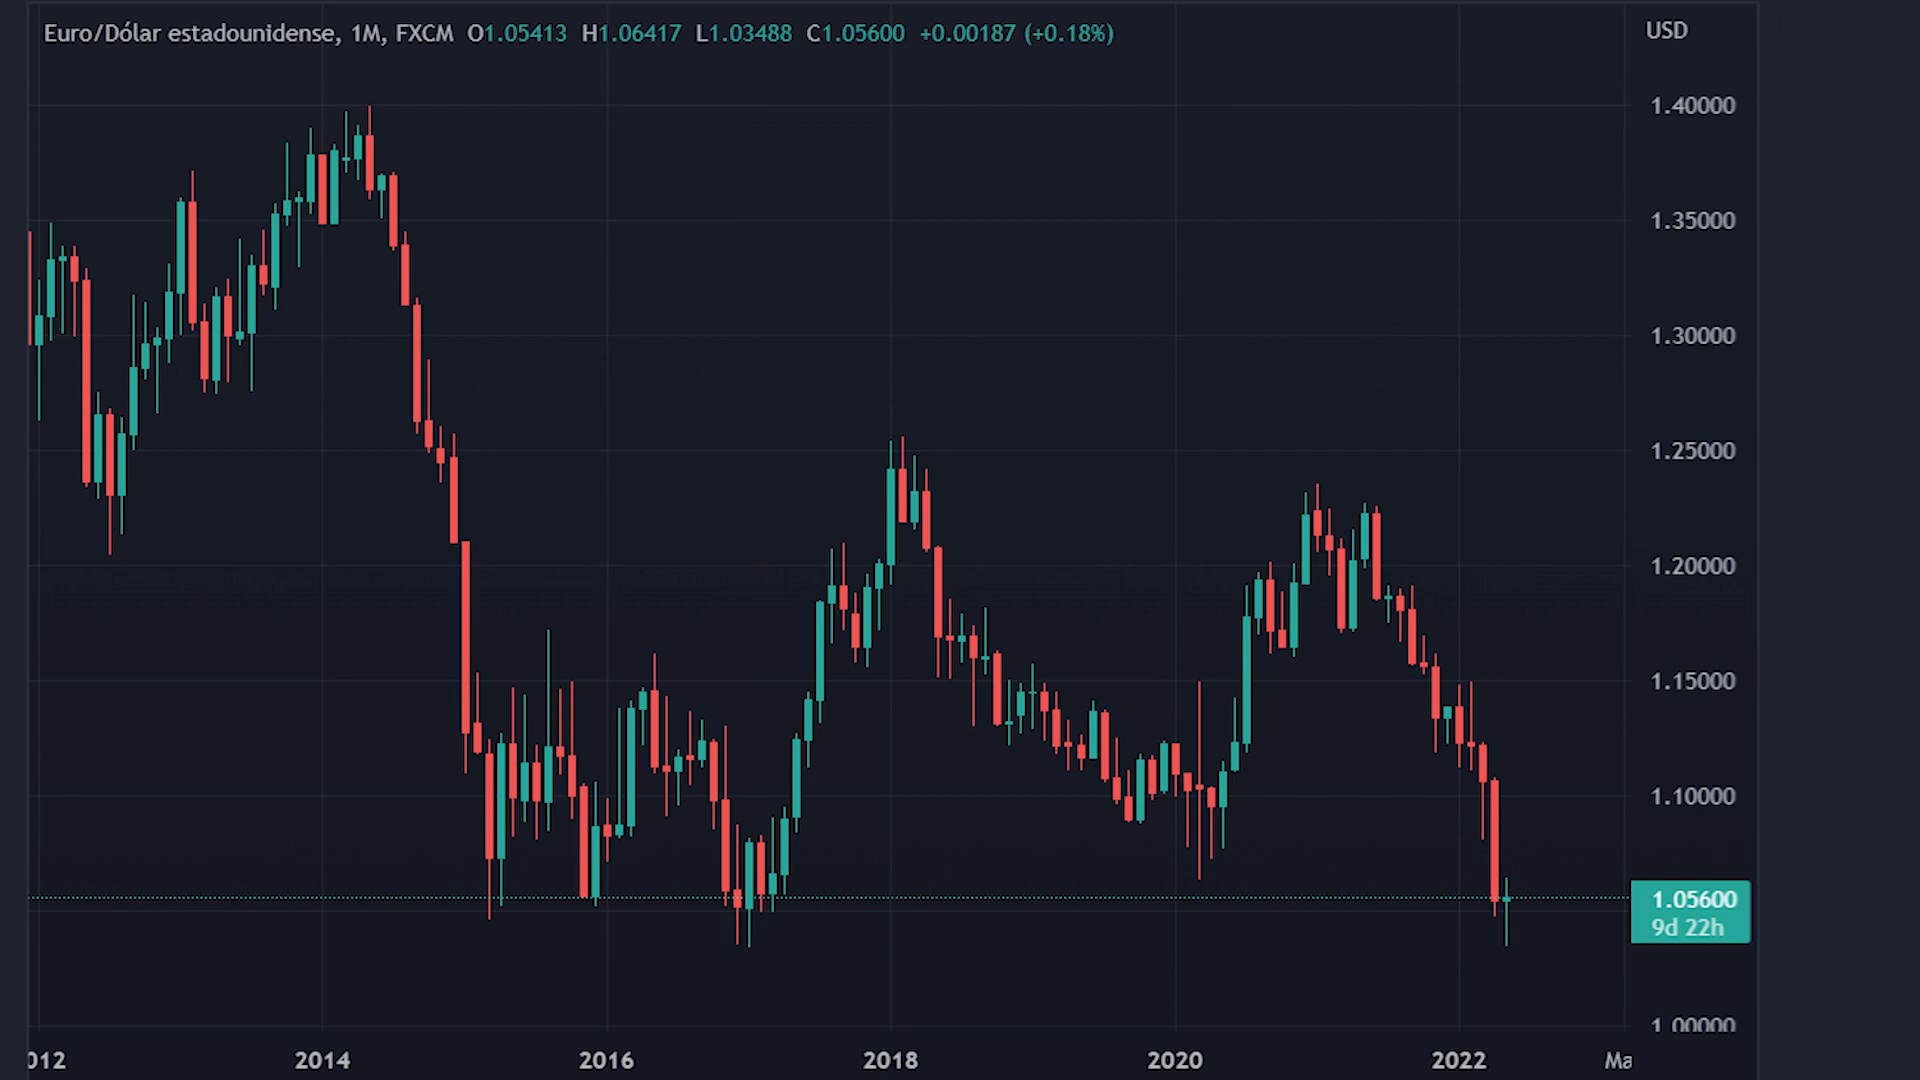 Euro/Dólar estadounidense, 1M, FXCM O1.05413 H1.06417 L1.03488 C1.05600 +0.00187 (+0.18%)
USD
1.40000
1.35000
1.30000
1.25000
1.20000
1.15000
1.10000
1.05600
9d 22h
1.00000
012 2014 2016 2018 2020 2022 Ma